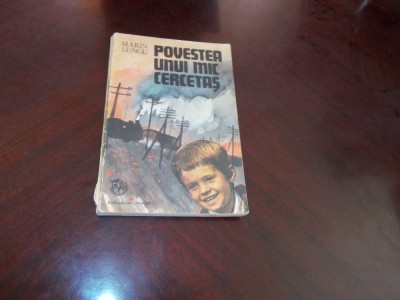 MARIN
LUNGU
POVESTEA
UNUI MIC
CERCETAȘ